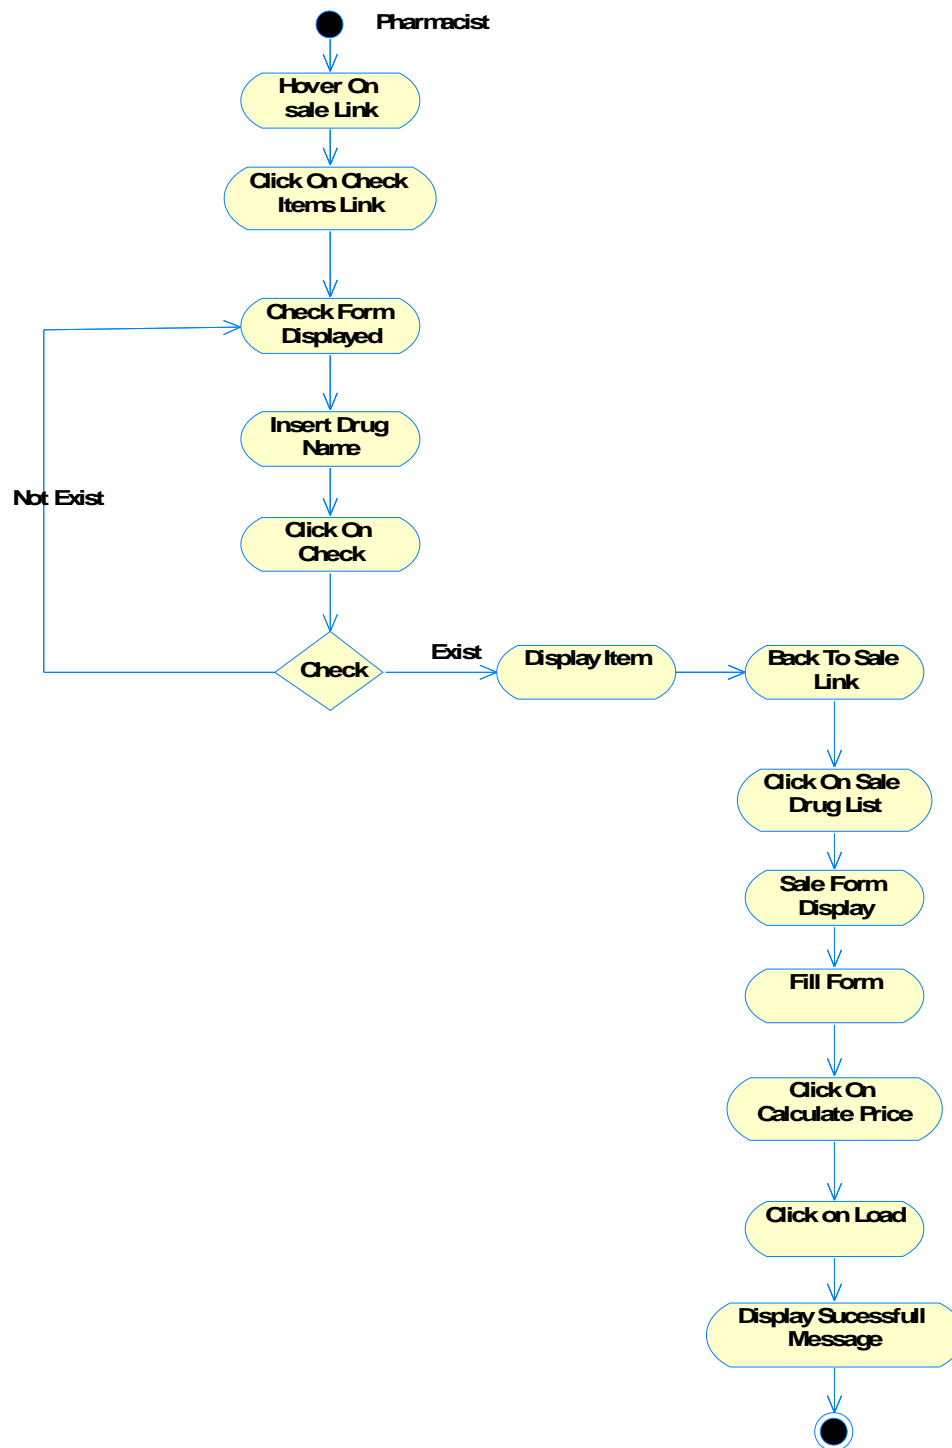 Pharmacist
Hover On
sale Link
Click On Check
Items Link
Check Form
Displayed
Insert Drug
Name
Not Exist
Click On
Check
Check
Exist
Display Item
Back To Sale
Link
Click On Sale
Drug List
Sale Form
Display
Fill Form
Click On
Calculate Price
Click on Load
Display Sucessfull
Message